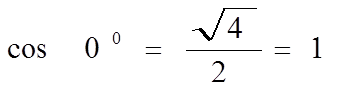 cos 0⁰ = √4/2 = 1